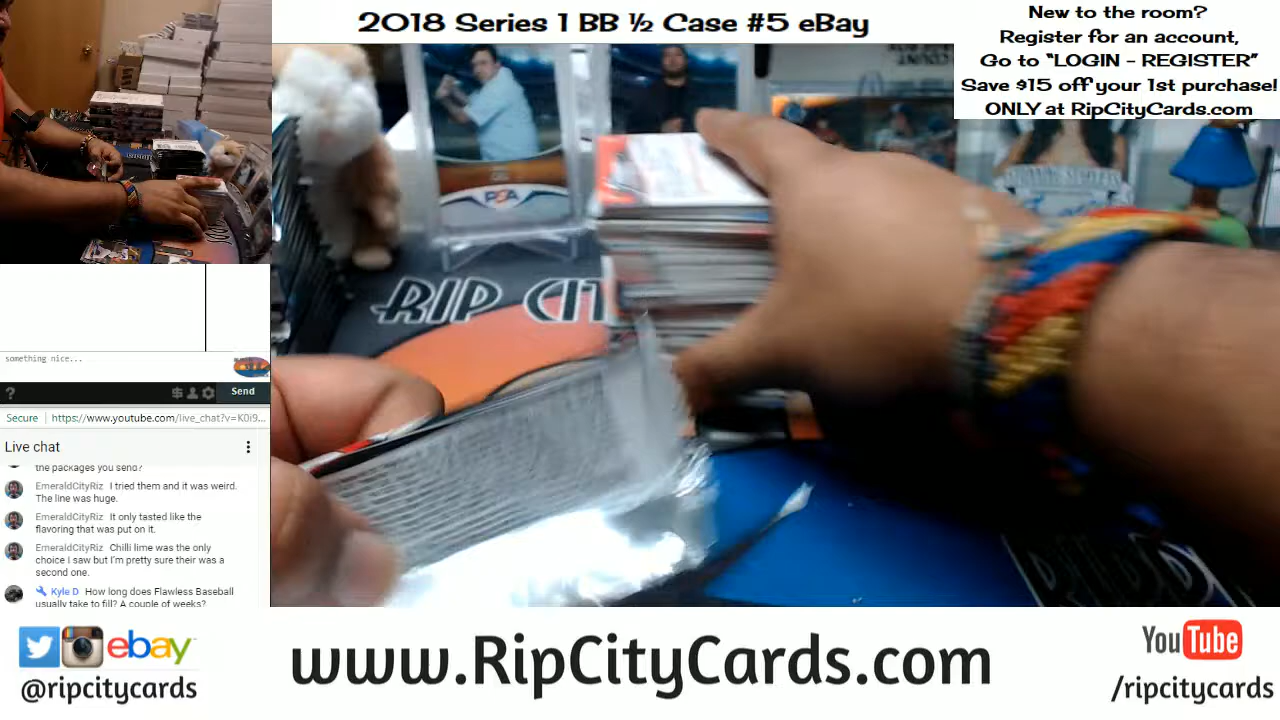 2018 Series 1 BB ½ Case #5 eBay
New to the room?
Register for an account,
Go to “LOGIN - REGISTER”
Save $15 off your 1st purchase!
ONLY at RipCityCards.com
PSA
RIP CIT
something nice...
?
Send
Secure https://www.youtube.com/live_chat?v=K0i9...
Live chat
the packages you send?
EmeraldCityRiz I tried them and it was weird.
The line was huge.
EmeraldCityRiz It only tasted like the
flavoring that was put on it.
EmeraldCityRiz Chilli lime was the only
choice I saw but I'm pretty sure their was a
second one.
Kyle D How long does Flawless Baseball
usually take to fill? A couple of weeks?
ebay
@ripcitycards
www.RipCityCards.com
YouTube
/ripcitycards